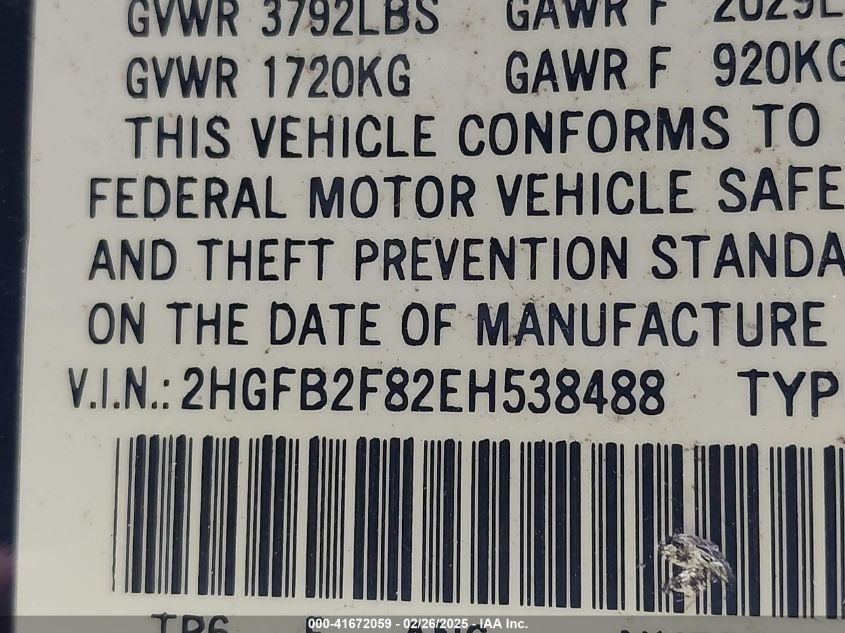 GVWR 3792LBS GAWR F 2029L
GVWR 1720KG GAWR F 920KG
THIS VEHICLE CONFORMS TO
FEDERAL MOTOR VEHICLE SAFE
AND THEFT PREVENTION STANDA
ON THE DATE OF MANUFACTURE
V.I.N.: 2HGFB2F82EH538488 TYP
000-41672059 - 02/26/2025 - IAA Inc.